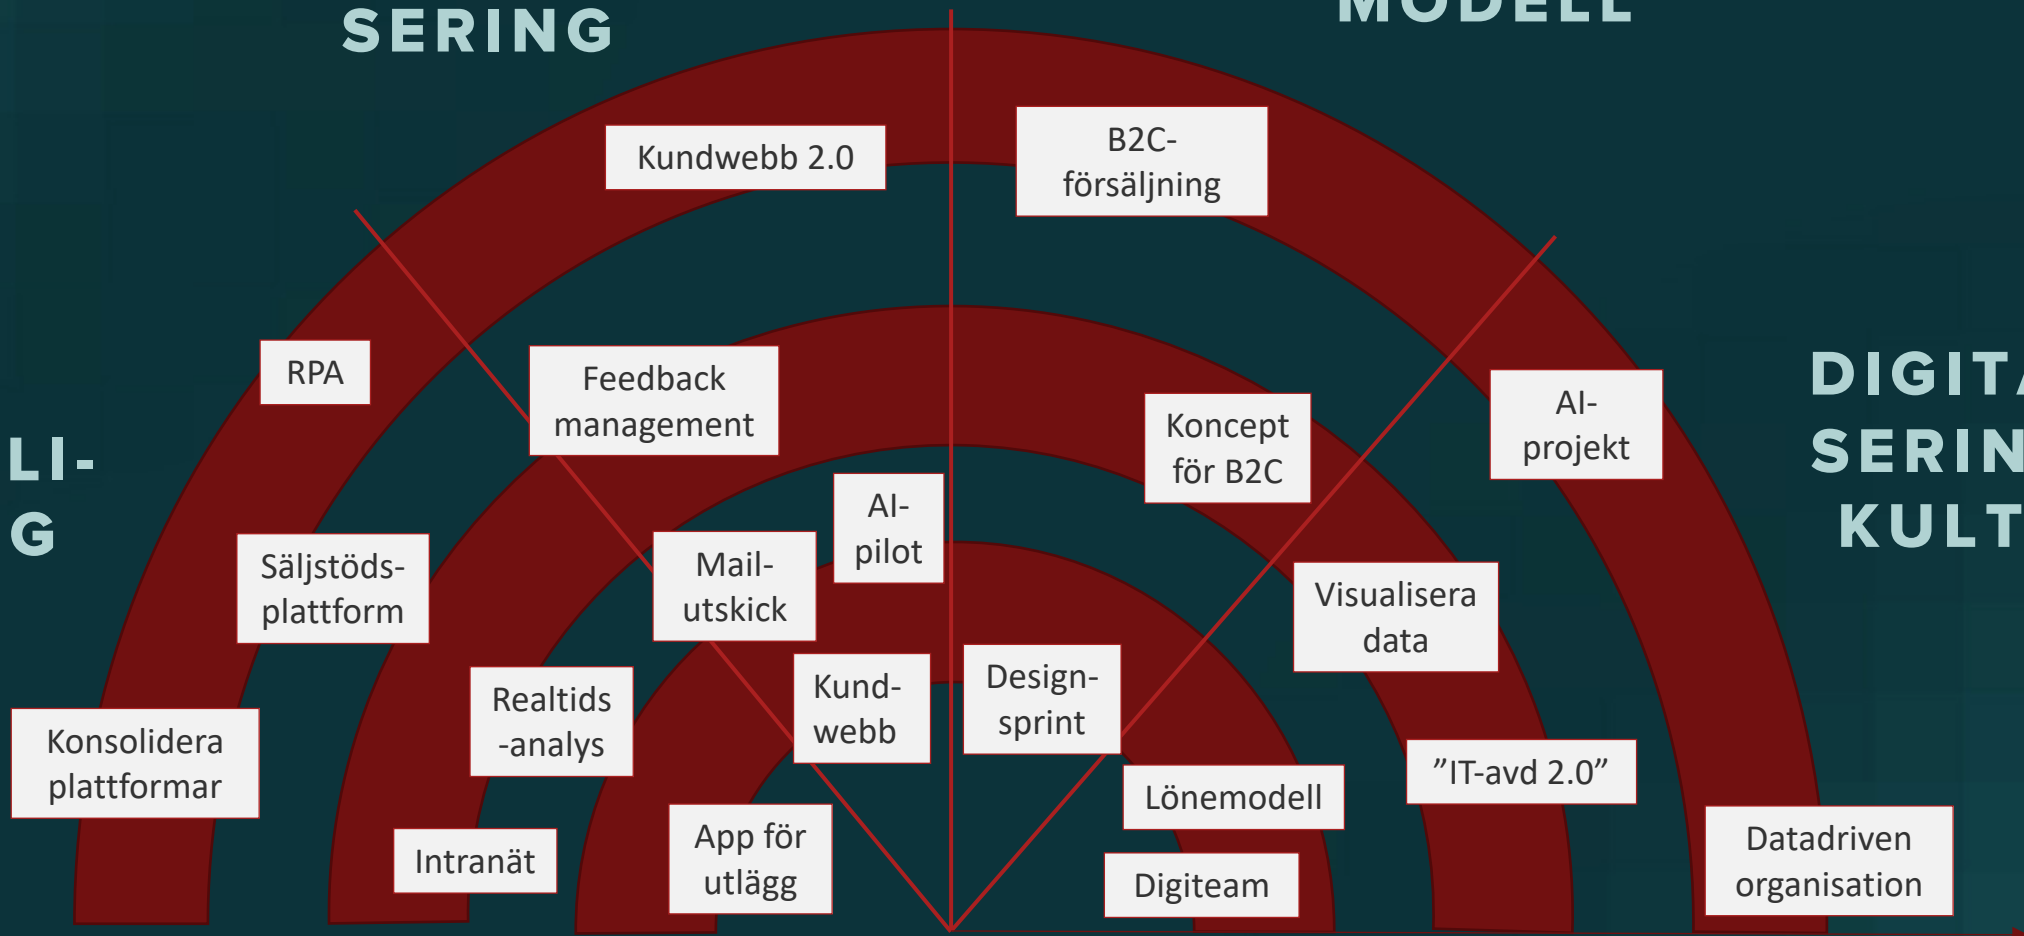 SERING
MODELL
Kundwebb 2.0
B2C-
försäljning
RPA
Feedback
management
Koncept
för B2C
AI-
projekt
DIGITA
SERIN
KULT
LI-
G
AI-
pilot
Säljstöds-
plattform
Mail-
utskick
Visualisera
data
Realtids
-analys
Kund-
webb
Design-
sprint
Konsolidera
plattformar
”IT-avd 2.0”
Lönemodell
Intranät
App för
utlägg
Digiteam
Datadriven
organisation